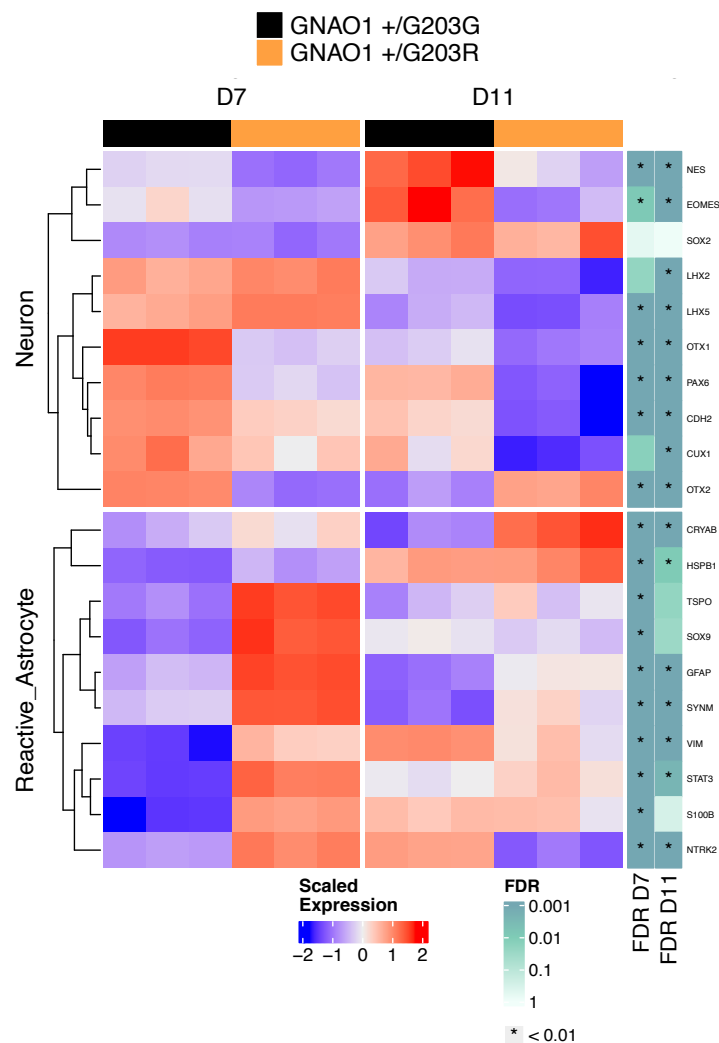 GNAO1 +/G203G
GNAO1 +/G203R
D7 D11
Neuron
* * NES
* * EOMES
SOX2
* LHX2
* * LHX5
* * OTX1
* * PAX6
* * CDH2
* CUX1
* * OTX2
Reactive_Astrocyte
* * CRYAB
* * HSPB1
* TSPO
* SOX9
* * GFAP
* * SYNM
* * VIM
* * STAT3
* S100B
* * NTRK2
FDR D7
FDR D11
Scaled
Expression
−2 −1 0 1 2
FDR
0.001
0.01
0.1
1
* < 0.01